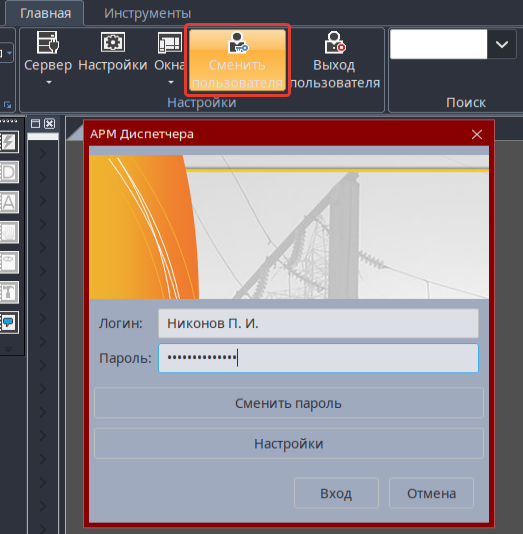 Главная Инструменты
Сервер Настройки Окна Сменить пользователя Выход пользователя
Настройки Поиск
АРМ Диспетчера
Логин: Никонов П. И.
Пароль: ••••••••••••••
Сменить пароль
Настройки
Вход Отмена